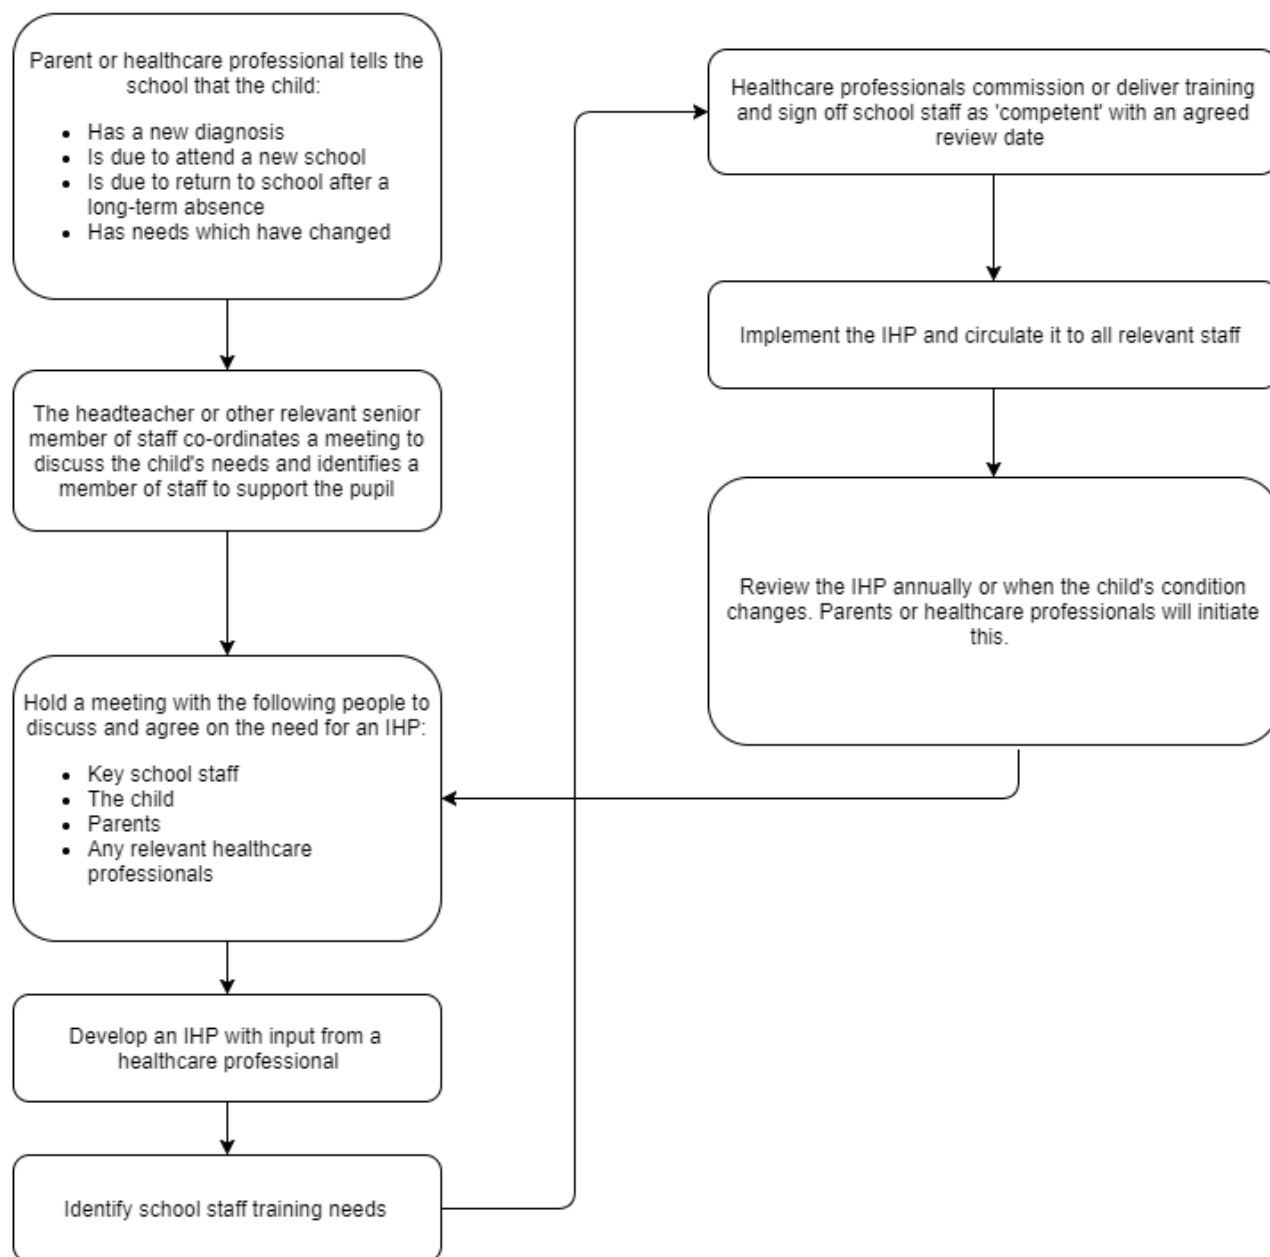 Parent or healthcare professional tells the
school that the child:
• Has a new diagnosis
• Is due to attend a new school
• Is due to return to school after a
long-term absence
• Has needs which have changed
The headteacher or other relevant senior
member of staff co-ordinates a meeting to
discuss the child's needs and identifies a
member of staff to support the pupil
Hold a meeting with the following people to
discuss and agree on the need for an IHP:
• Key school staff
• The child
• Parents
• Any relevant healthcare
professionals
Develop an IHP with input from a
healthcare professional
Identify school staff training needs
Healthcare professionals commission or deliver training
and sign off school staff as 'competent' with an agreed
review date
Implement the IHP and circulate it to all relevant staff
Review the IHP annually or when the child's condition
changes. Parents or healthcare professionals will initiate
this.